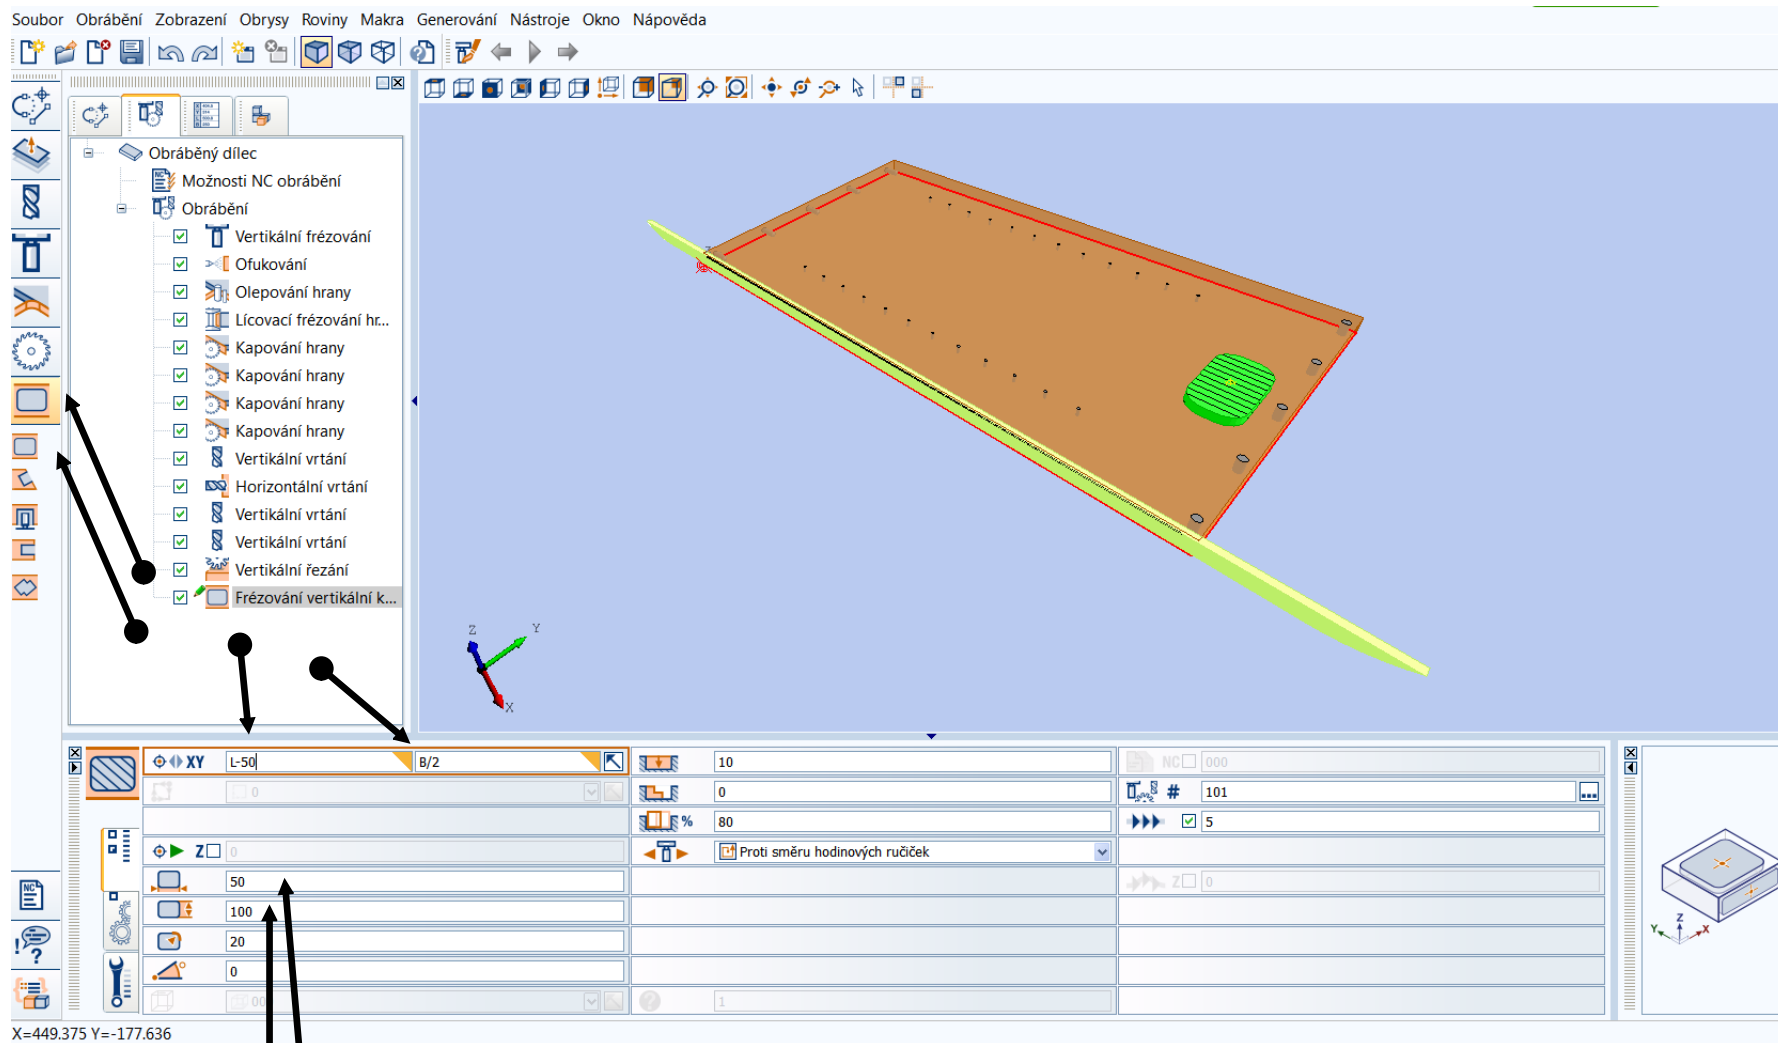 Soubor Obrábění Zobrazení Obrysy Roviny Makra Generování Nástroje Okno Nápověda
Obráběný dílec
Možnosti NC obrábění
Obrábění
Vertikální frézování
Ofukování
Olepování hrany
Lícovací frézování hr...
Kapování hrany
Kapování hrany
Kapování hrany
Kapování hrany
Vertikální vrtání
Horizontální vrtání
Vertikální vrtání
Vertikální vrtání
Vertikální řezání
Frézování vertikální k...
Z
Y
X
XY L-50 B/2 10 NC 000
0 0 # 101 ...
% 80 5
Z 0 Proti směru hodinových ručiček
50 Z 0
100
20
0
00 1
Z
Y X
NC
X=449.375 Y=-177.636